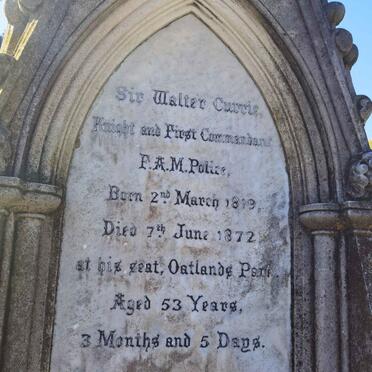 Sir Walter Currie,
Knight and First Commandant
F.A.M. Police,
Born 2nd March 1819,
Died 7th June 1872
at his seat, Oatlands Park,
Aged 53 Years,
3 Months and 5 Days.